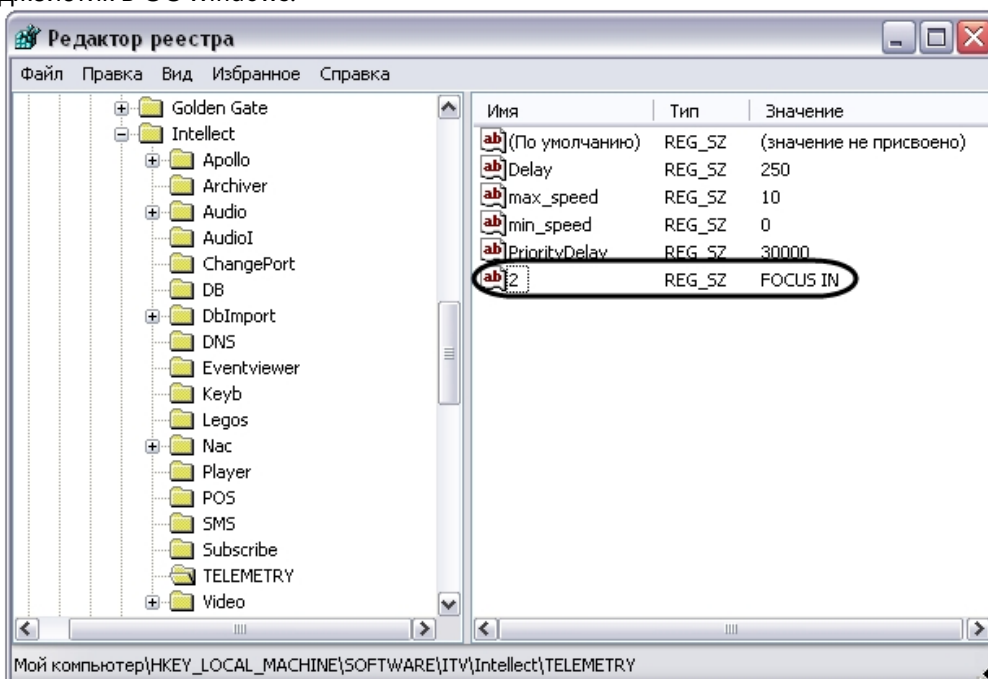 джойстик в ОС Windows.
Редактор реестра
Файл Правка Вид Избранное Справка
Golden Gate
Intellect
Apollo
Archiver
Audio
AudioI
ChangePort
DB
DbImport
DNS
Eventviewer
Keyb
Legos
Nac
Player
POS
SMS
Subscribe
TELEMETRY
Video
Имя Тип Значение
(По умолчанию) REG_SZ (значение не присвоено)
Delay REG_SZ 250
max_speed REG_SZ 10
min_speed REG_SZ 0
PriorityDelay REG_SZ 30000
2 REG_SZ FOCUS IN
Мой компьютер\HKEY_LOCAL_MACHINE\SOFTWARE\ITV\Intellect\TELEMETRY